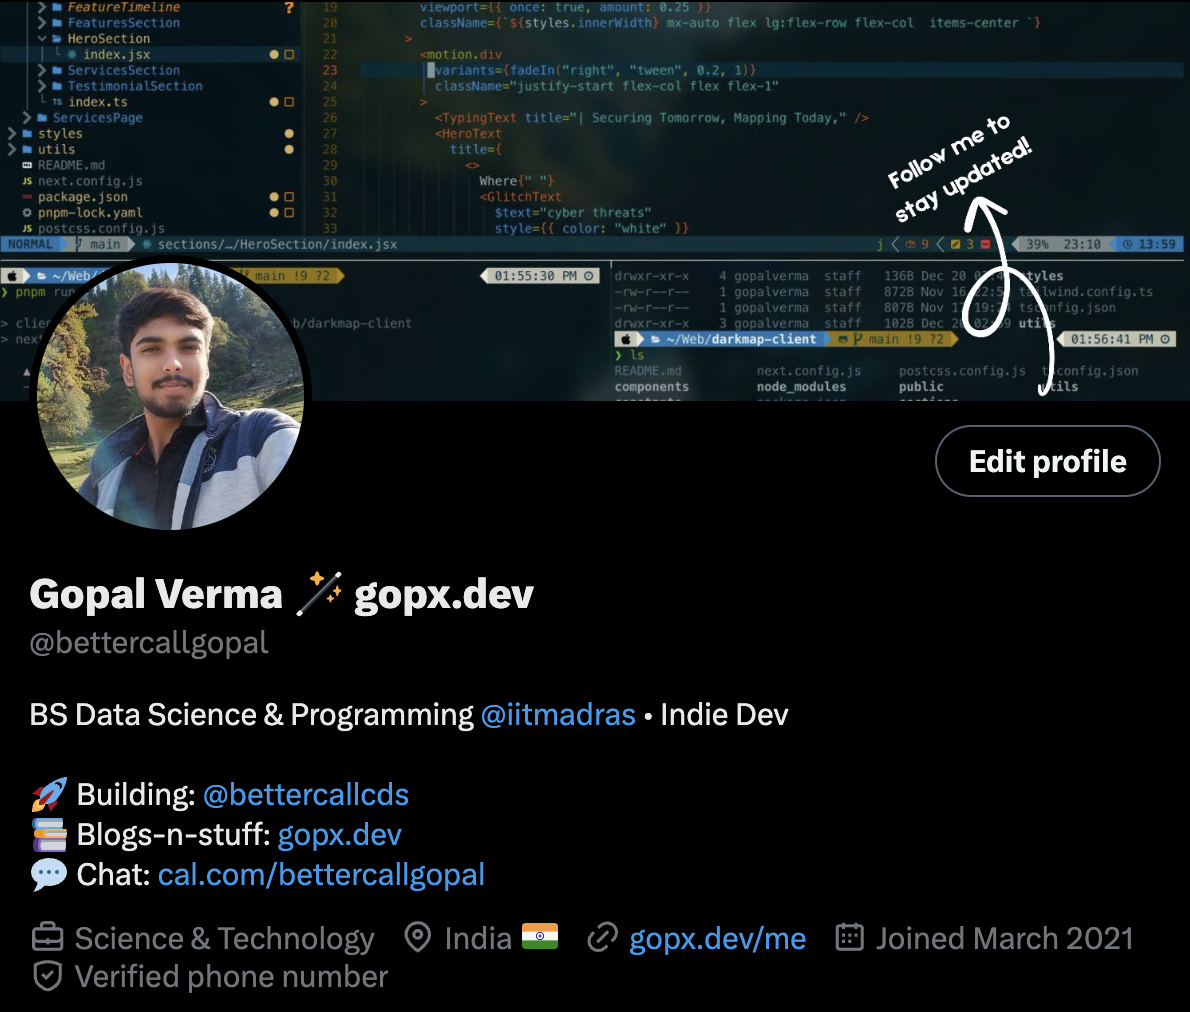 FeatureTimeline ?
FeaturesSection
HeroSection
index.jsx
ServicesSection
TestimonialSection
TS index.ts
ServicesPage
styles
utils
README.md
JS next.config.js
package.json
pnpm-lock.yaml
JS postcss.config.js
19 viewport={{ once: true, amount: 0.25 }}
20 className={`${styles.innerWidth} mx-auto flex lg:flex-row flex-col items-center `}
21 >
22 <motion.div
23 variants={fadeIn("right", "tween", 0.2, 1)}
24 className="justify-start flex-col flex flex-1"
25 >
26 <TypingText title="| Securing Tomorrow, Mapping Today," />
27 <HeroText
28 title={
29 <>
30 Where{" "}
31 <GlitchText
32 $text="cyber threats"
33 style={{ color: "white" }}
Follow me to
stay updated!
NORMAL main sections/…/HeroSection/index.jsx j 9 3 39% 23:10 13:59
~/Web/ main !9 ?2 01:55:30 PM
❯ pnpm run
> b/darkmap-client
>
drwxr-xr-x 4 gopalverma staff 136B Dec 20 styles
-rw-r--r-- 1 gopalverma staff 872B Nov 16 tailwind.config.ts
-rw-r--r-- 1 gopalverma staff 807B Nov tsconfig.json
drwxr-xr-x 3 gopalverma staff 102B Dec utils
~/Web/darkmap-client main !9 ?2 01:56:41 PM
❯ ls
README.md next.config.js postcss.config.js tsconfig.json
components node_modules public utils
Edit profile
Gopal Verma 🪄 gopx.dev
@bettercallgopal
BS Data Science & Programming @iitmadras • Indie Dev
🚀 Building: @bettercallcds
📚 Blogs-n-stuff: gopx.dev
💬 Chat: cal.com/bettercallgopal
Science & Technology India 🇮🇳 gopx.dev/me Joined March 2021
Verified phone number